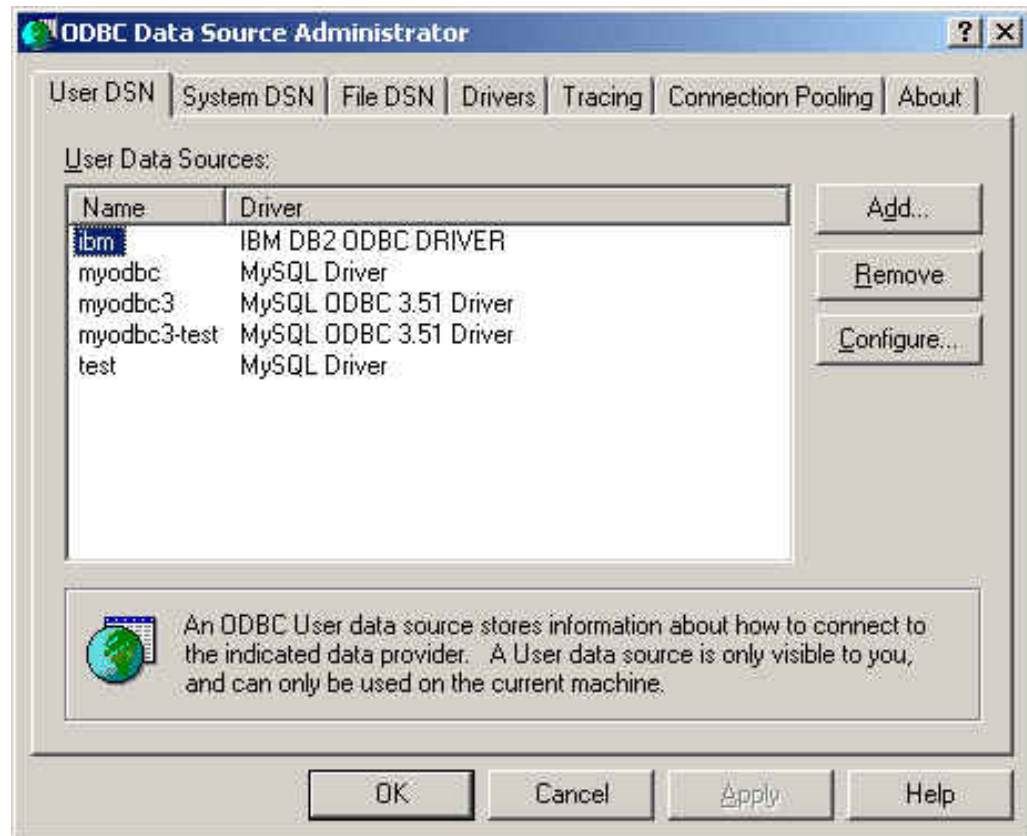 ODBC Data Source Administrator
User DSN System DSN File DSN Drivers Tracing Connection Pooling About
User Data Sources:
Name Driver
ibm IBM DB2 ODBC DRIVER
myodbc MySQL Driver
myodbc3 MySQL ODBC 3.51 Driver
myodbc3-test MySQL ODBC 3.51 Driver
test MySQL Driver
Add...
Remove
Configure...
An ODBC User data source stores information about how to connect to
the indicated data provider. A User data source is only visible to you,
and can only be used on the current machine.
OK Cancel Apply Help